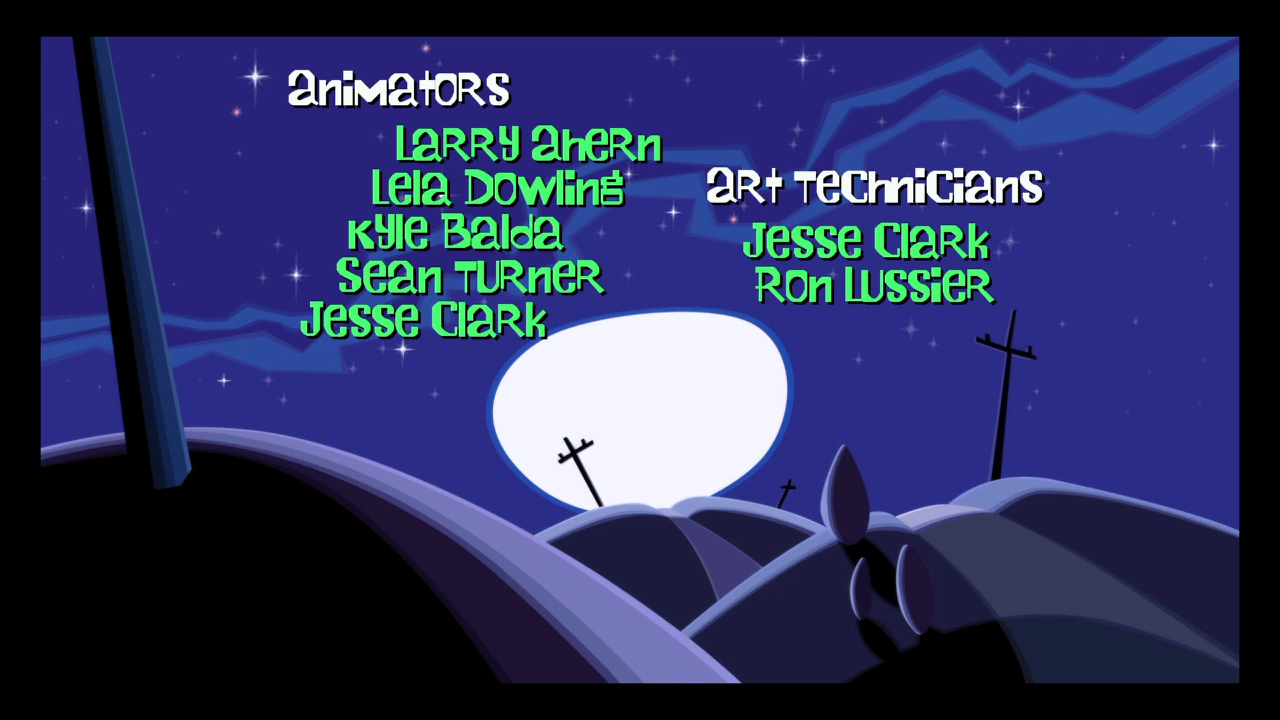 animators
Larry Ahern
Lela Dowling
Kyle Balda
Sean Turner
Jesse Clark
art technicians
Jesse Clark
Ron Lussier